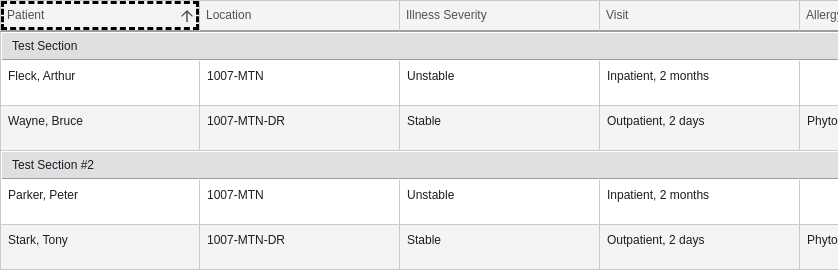 Patient Location Illness Severity Visit Allergy
Test Section
Fleck, Arthur 1007-MTN Unstable Inpatient, 2 months
Wayne, Bruce 1007-MTN-DR Stable Outpatient, 2 days Phyto
Test Section #2
Parker, Peter 1007-MTN Unstable Inpatient, 2 months
Stark, Tony 1007-MTN-DR Stable Outpatient, 2 days Phyto